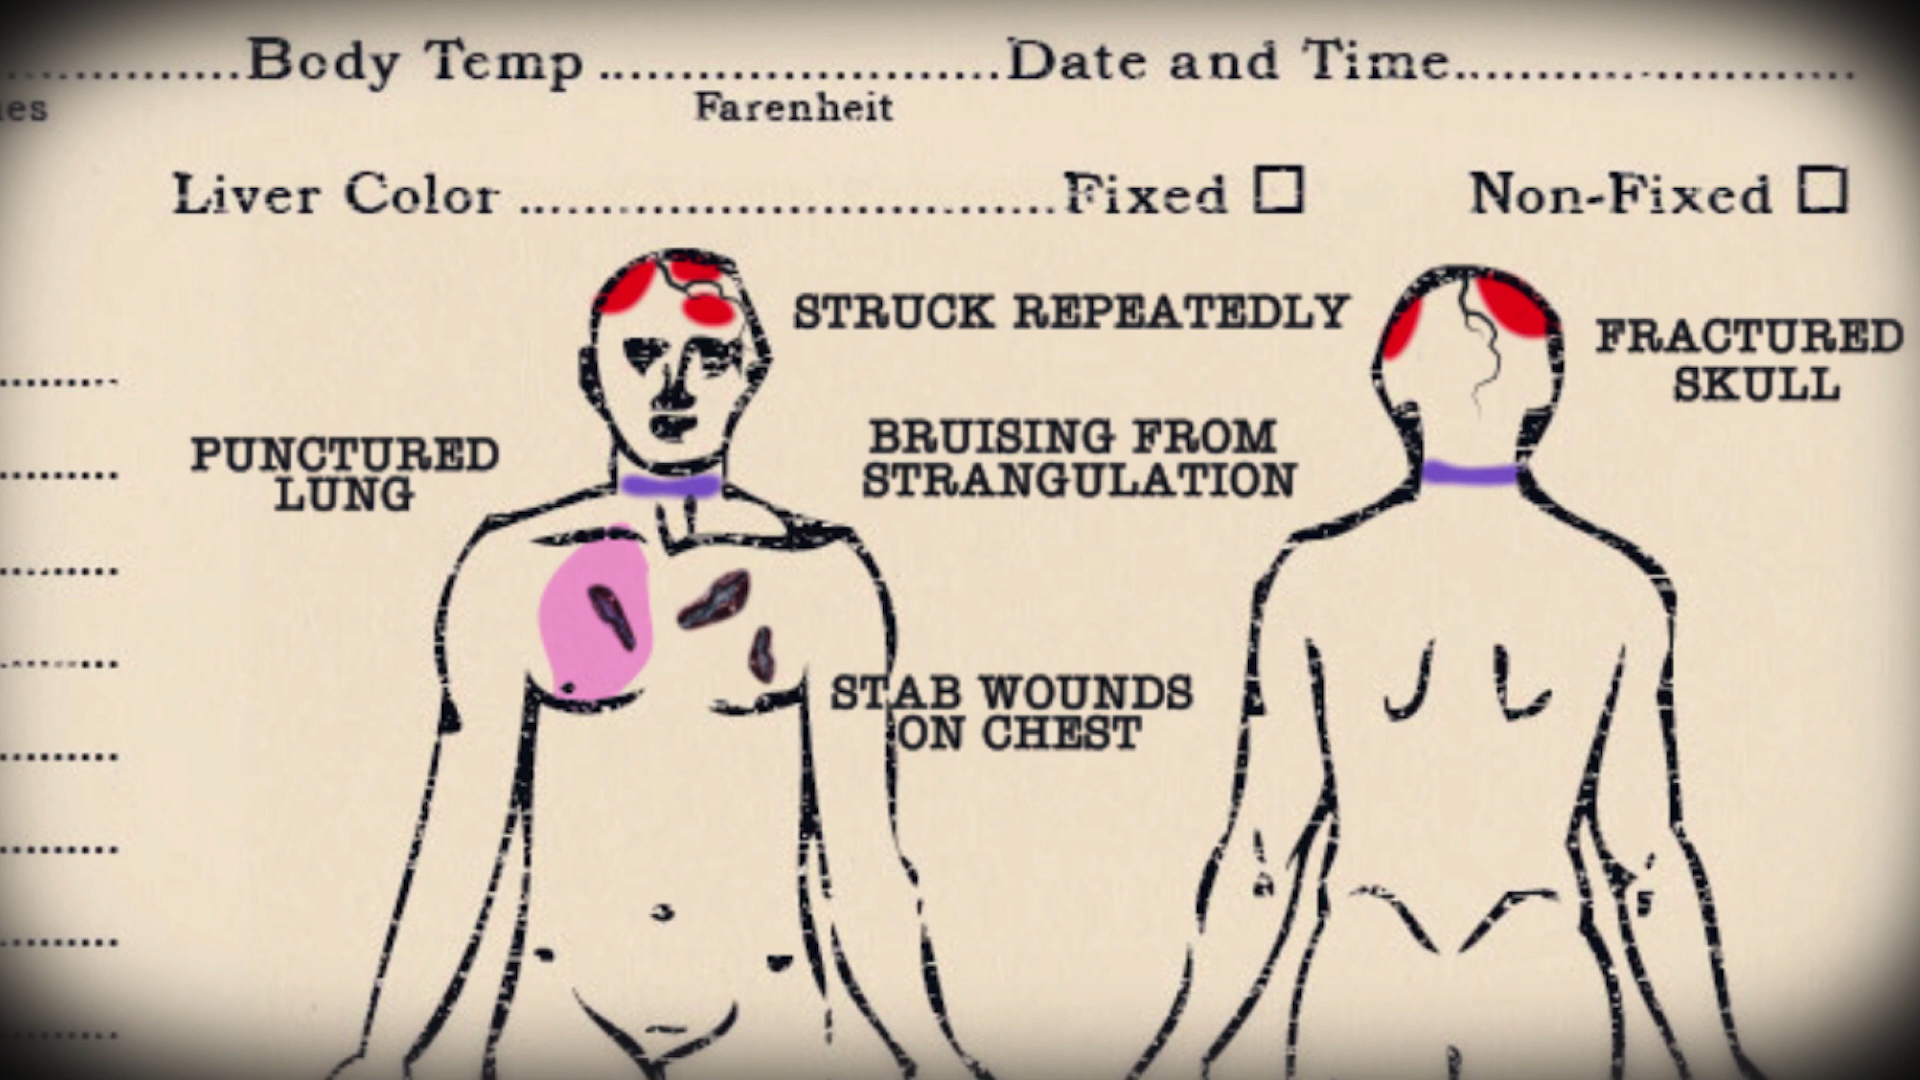 Body Temp ........................ Date and Time........................
Farenheit
Liver Color ................................ Fixed ☐ Non-Fixed ☐
STRUCK REPEATEDLY
FRACTURED
SKULL
PUNCTURED
LUNG
BRUISING FROM
STRANGULATION
STAB WOUNDS
ON CHEST